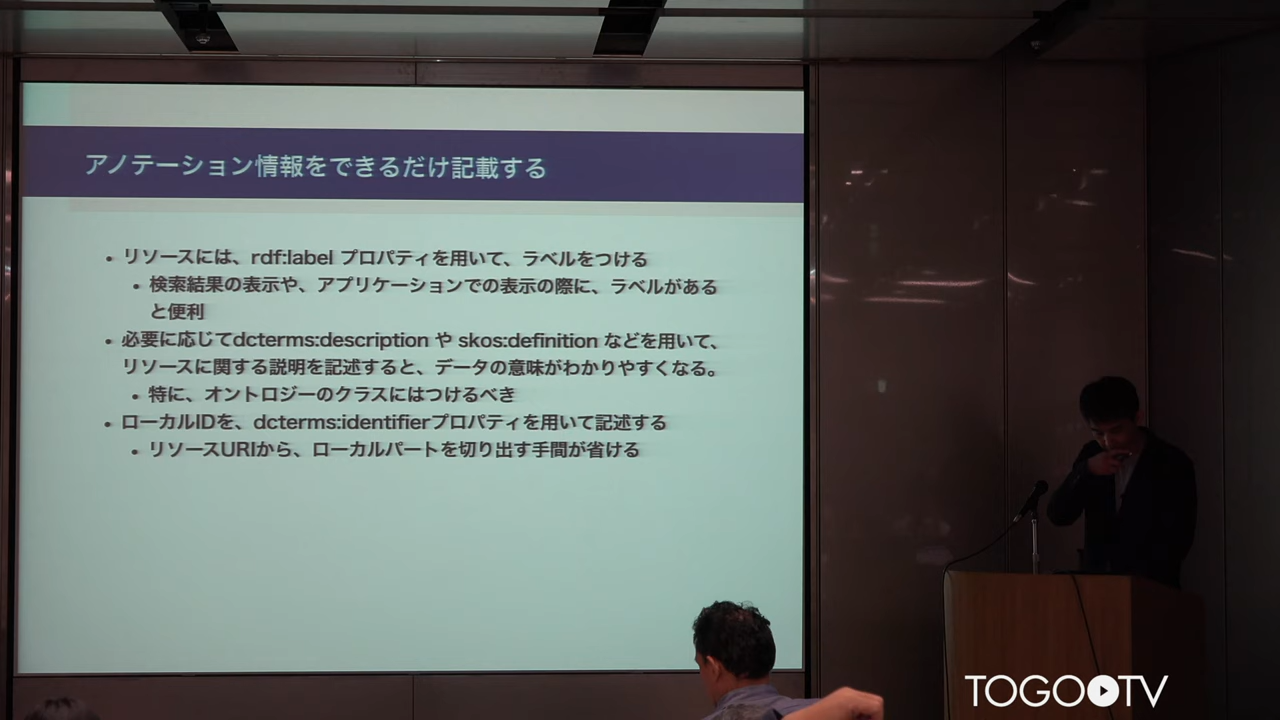 アノテーション情報をできるだけ記載する
• リソースには、rdf:label プロパティを用いて、ラベルをつける
• 検索結果の表示や、アプリケーションでの表示の際に、ラベルがある
と便利
• 必要に応じてdcterms:description や skos:definition などを用いて、
リソースに関する説明を記述すると、データの意味がわかりやすくなる。
• 特に、オントロジーのクラスにはつけるべき
• ローカルIDを、dcterms:identifierプロパティを用いて記述する
• リソースURIから、ローカルパートを切り出す手間が省ける
TOGOTV